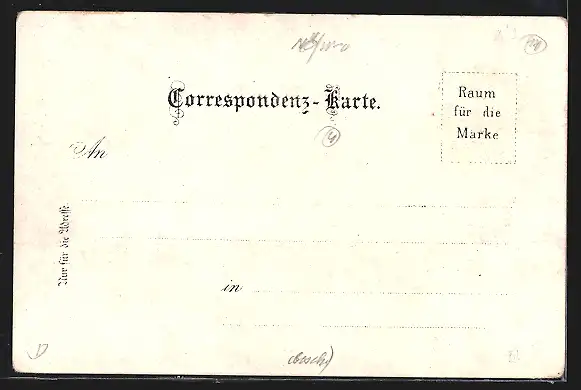 Correspondenz-Karte.
Raum
für die
Marke
An
Nur für die Adresse.
in
D